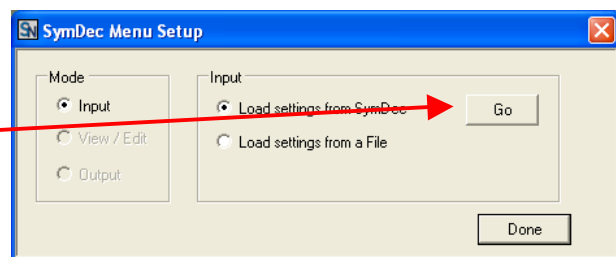 SN SymDec Menu Setup
Mode
Input
View / Edit
Output
Input
Load settings from SymDec
Go
Load settings from a File
Done